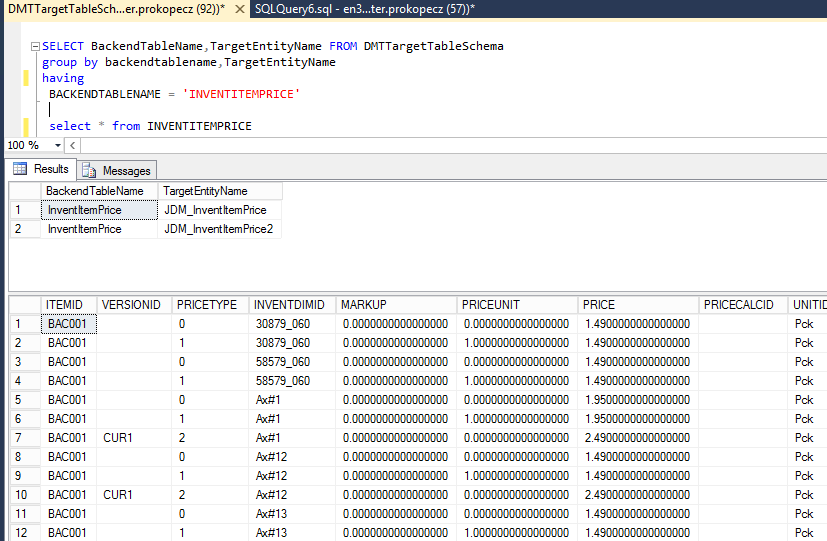 DMTTargetTableSch...er.prokopecz (92))* SQLQuery6.sql - en3...ter.prokopecz (57))*
SELECT BackendTableName,TargetEntityName FROM DMTTargetTableSchema
group by backendtablename,TargetEntityName
having
BACKENDTABLENAME = 'INVENTITEMPRICE'
select * from INVENTITEMPRICE
100 %
Results Messages
BackendTableName TargetEntityName
1 InventItemPrice JDM_InventItemPrice
2 InventItemPrice JDM_InventItemPrice2
ITEMID VERSIONID PRICETYPE INVENTDIMID MARKUP PRICEUNIT PRICE PRICECALCID UNITID
1 BAC001 0 30879_060 0.0000000000000000 0.0000000000000000 1.4900000000000000 Pck
2 BAC001 1 30879_060 0.0000000000000000 1.0000000000000000 1.4900000000000000 Pck
3 BAC001 0 58579_060 0.0000000000000000 0.0000000000000000 1.4900000000000000 Pck
4 BAC001 1 58579_060 0.0000000000000000 1.0000000000000000 1.4900000000000000 Pck
5 BAC001 0 Ax#1 0.0000000000000000 0.0000000000000000 1.9500000000000000 Pck
6 BAC001 1 Ax#1 0.0000000000000000 1.0000000000000000 1.9500000000000000 Pck
7 BAC001 CUR1 2 Ax#1 0.0000000000000000 0.0000000000000000 2.4900000000000000 Pck
8 BAC001 0 Ax#12 0.0000000000000000 0.0000000000000000 1.4900000000000000 Pck
9 BAC001 1 Ax#12 0.0000000000000000 1.0000000000000000 1.4900000000000000 Pck
10 BAC001 CUR1 2 Ax#12 0.0000000000000000 0.0000000000000000 2.4900000000000000 Pck
11 BAC001 0 Ax#13 0.0000000000000000 0.0000000000000000 1.4900000000000000 Pck
12 BAC001 1 Ax#13 0.0000000000000000 1.0000000000000000 1.4900000000000000 Pck